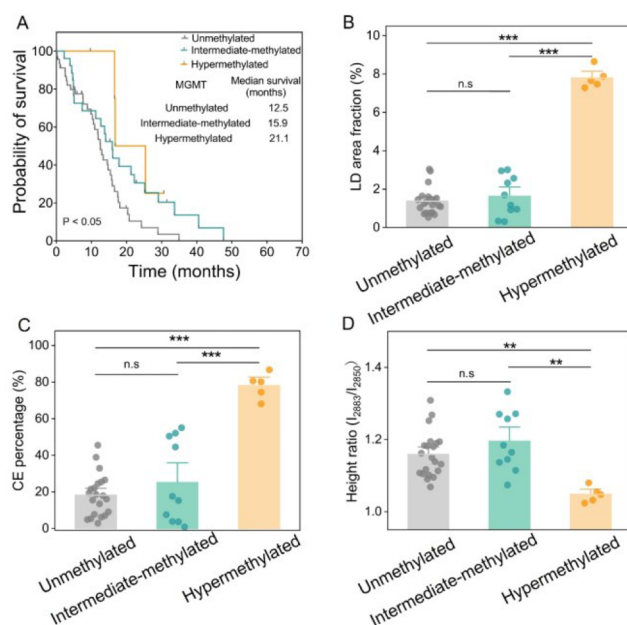 A
Unmethylated
Intermediate-methylated
Hypermethylated
MGMT Median survival (months)
Unmethylated 12.5
Intermediate-methylated 15.9
Hypermethylated 21.1
P < 0.05
Probability of survival
100
80
60
40
20
0
0 10 20 30 40 50 60 70
Time (months)
B
LD area fraction (%)
***
***
n.s
10
8
6
4
2
0
Unmethylated
Intermediate-methylated
Hypermethylated
C
CE percentage (%)
***
***
n.s
100
80
60
40
20
0
Unmethylated
Intermediate-methylated
Hypermethylated
D
Height ratio (I2883/I2850)
**
**
n.s
1.4
1.2
1.0
Unmethylated
Intermediate-methylated
Hypermethylated